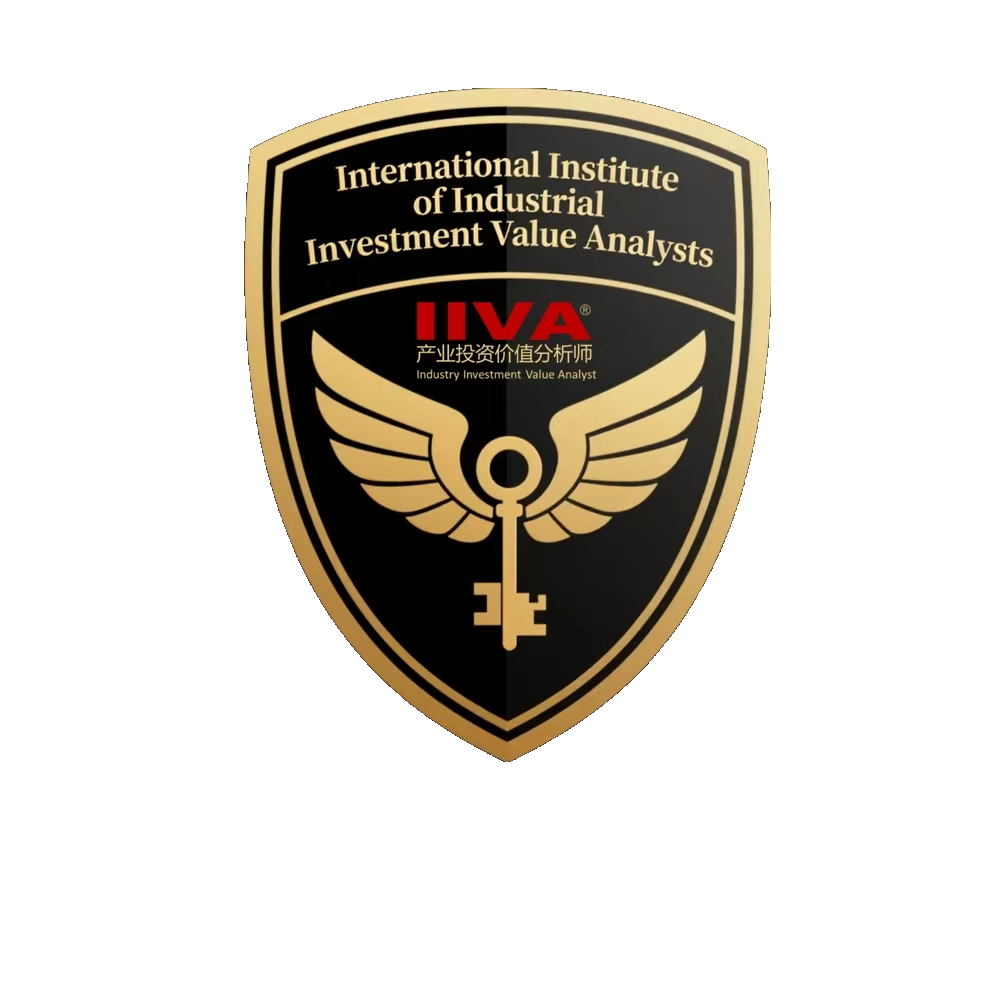 International Institute
of Industrial
Investment Value Analysts
IIVA®
产业投资价值分析师
Industry Investment Value Analyst